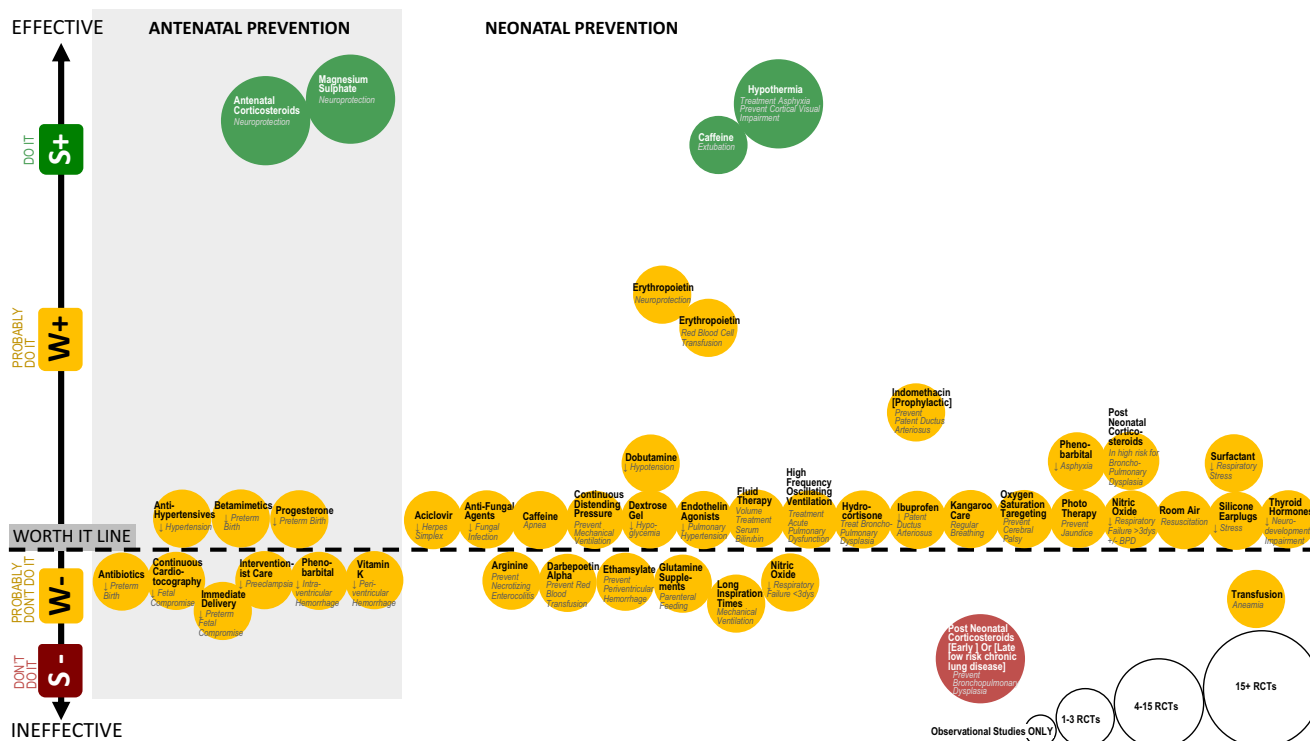 EFFECTIVE
ANTENATAL PREVENTION
NEONATAL PREVENTION
DO IT
S+
Antenatal
Corticosteroids
Neuroprotection
Magnesium
Sulphate
Neuroprotection
Hypothermia
Treatment Asphyxia
Prevent Cortical Visual
Impairment
Caffeine
Extubation
PROBABLY
DO IT
W+
Erythropoietin
Neuroprotection
Erythropoietin
Red Blood Cell
Transfusion
Indomethacin
[Prophylactic]
Prevent
Patent Ductus
Arteriosus
Dobutamine
↓ Hypotension
Pheno-
barbital
↓ Asphyxia
Post
Neonatal
Cortico-
steroids
In high risk for
Broncho-
Pulmonary
Dysplasia
Surfactant
↓ Respiratory
Stress
Anti-
Hypertensives
↓ Hypertension
Betamimetics
↓ Preterm
Birth
Progesterone
↓ Preterm Birth
Aciclovir
↓ Herpes
Simplex
Anti-Fungal
Agents
↓ Fungal
Infection
Caffeine
Apnea
Continuous
Distending
Pressure
Prevent
Mechanical
Ventilation
Dextrose
Gel
↓ Hypo-
glycemia
Endothelin
Agonists
↓ Pulmonary
Hypertension
Fluid
Therapy
Volume
Treatment
Serum
Bilirubin
High
Frequency
Oscillating
Ventilation
Treatment
Acute
Pulmonary
Dysfunction
Hydro-
cortisone
Treat Broncho-
Pulmonary
Dysplasia
Ibuprofen
↓ Patent
Ductus
Arteriosus
Kangaroo
Care
Regular
Breathing
Oxygen
Saturation
Taregeting
Prevent
Cerebral
Palsy
Photo
Therapy
Prevent
Jaundice
Nitric
Oxide
↓ Respiratory
Failure >3dys
+/- BPD
Room Air
Resuscitation
Silicone
Earplugs
↓ Stress
Thyroid
Hormones
↓ Neuro-
development
Impairment
WORTH IT LINE
PROBABLY
DON'T DO IT
W-
Antibiotics
↓ Preterm
Birth
Continuous
Cardio-
tocography
↓ Fetal
Compromise
Immediate
Delivery
↓ Preterm
Fetal
Compromise
Intervention-
ist Care
↓ Preeclampsia
Pheno-
barbital
↓ Intra-
ventricular
Hemorrhage
Vitamin
K
↓ Peri-
ventricular
Hemorrhage
Arginine
Prevent
Necrotizing
Enterocolitis
Darbepoetin
Alpha
Prevent Red
Blood
Transfusion
Ethamsylate
Prevent
Periventricular
Hemorrhage
Glutamine
Supple-
ments
Parenteral
Feeding
Long
Inspiration
Times
Mechanical
Ventilation
Nitric
Oxide
↓ Respiratory
Failure <3dys
Transfusion
Aneamia
DON'T
DO IT
S -
Post Neonatal
Corticosteroids
[Early ] Or [Late
low risk chronic
lung disease]
Prevent
Bronchopulmonary
Dysplasia
INEFFECTIVE
Observational Studies ONLY
1-3 RCTs
4-15 RCTs
15+ RCTs